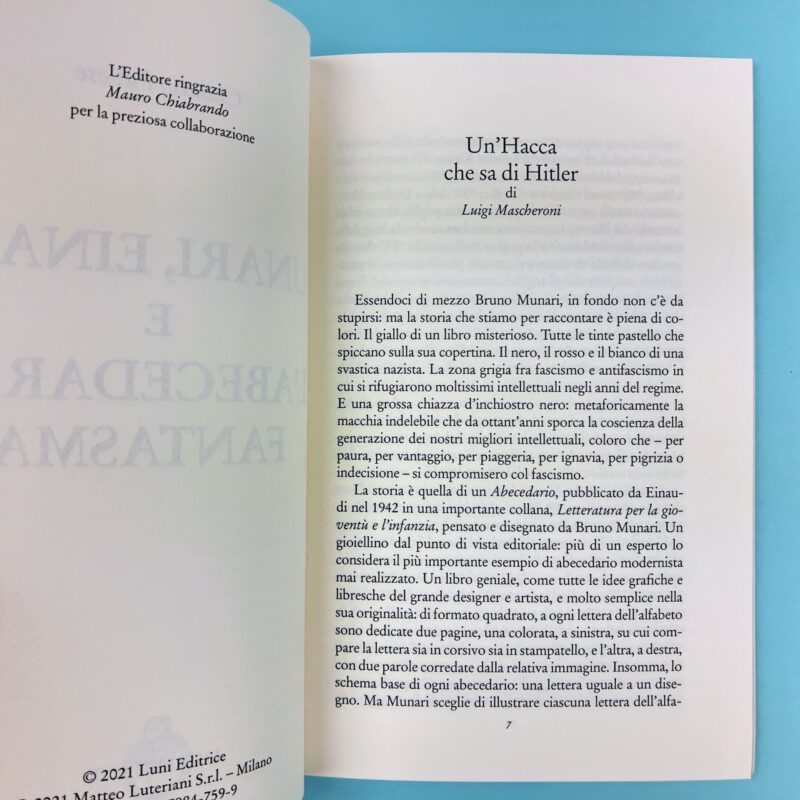 L'Editore ringrazia
Mauro Chiabrando
per la preziosa collaborazione
© 2021 Luni Editrice
2021 Matteo Luteriani S.r.l. – Milano
759-9
Un'Hacca
che sa di Hitler
di
Luigi Mascheroni
Essendoci di mezzo Bruno Munari, in fondo non c'è da
stupirsi: ma la storia che stiamo per raccontare è piena di co-
lori. Il giallo di un libro misterioso. Tutte le tinte pastello che
spiccano sulla sua copertina. Il nero, il rosso e il bianco di una
svastica nazista. La zona grigia fra fascismo e antifascismo in
cui si rifugiarono moltissimi intellettuali negli anni del regime.
E una grossa chiazza d'inchiostro nero: metaforicamente la
macchia indelebile che da ottant'anni sporca la coscienza della
generazione dei nostri migliori intellettuali, coloro che – per
paura, per vantaggio, per piaggeria, per ignavia, per pigrizia o
indecisione – si compromisero col fascismo.
La storia è quella di un Abecedario, pubblicato da Einau-
di nel 1942 in una importante collana, Letteratura per la gio-
ventù e l'infanzia, pensato e disegnato da Bruno Munari. Un
gioiellino dal punto di vista editoriale: più di un esperto lo
considera il più importante esempio di abecedario modernista
mai realizzato. Un libro geniale, come tutte le idee grafiche e
libresche del grande designer e artista, e molto semplice nella
sua originalità: di formato quadrato, a ogni lettera dell'alfabeto
sono dedicate due pagine, una colorata, a sinistra, su cui com-
pare la lettera sia in corsivo sia in stampatello, e l'altra, a destra,
con due parole corredate dalla relativa immagine. Insomma, lo
schema base di ogni abecedario: una lettera uguale a un dise-
gno. Ma Munari sceglie di illustrare ciascuna lettera dell'alfa-
7